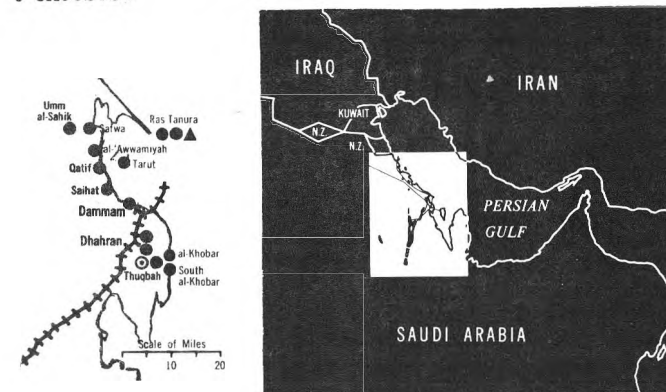 Umm
al-Sahik
Safwa
Ras Tanura
al-'Awwamiyah
Tarut
Qatif
Saihat
Dammam
Dhahran
al-Khobar
Thuqbah
South
al-Khobar
Scale of Miles
0
10
20
IRAQ
IRAN
KUWAIT
N.Z.
N.Z.
PERSIAN
GULF
SAUDI ARABIA